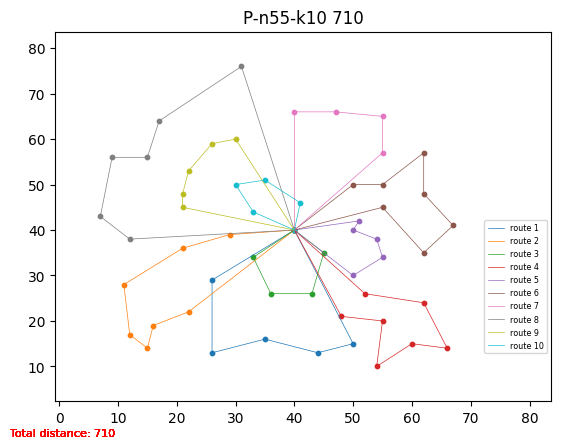 P-n55-k10 710
80
70
60
50
40
30
20
10
0 10 20 30 40 50 60 70 80
route 1
route 2
route 3
route 4
route 5
route 6
route 7
route 8
route 9
route 10
Total distance: 710